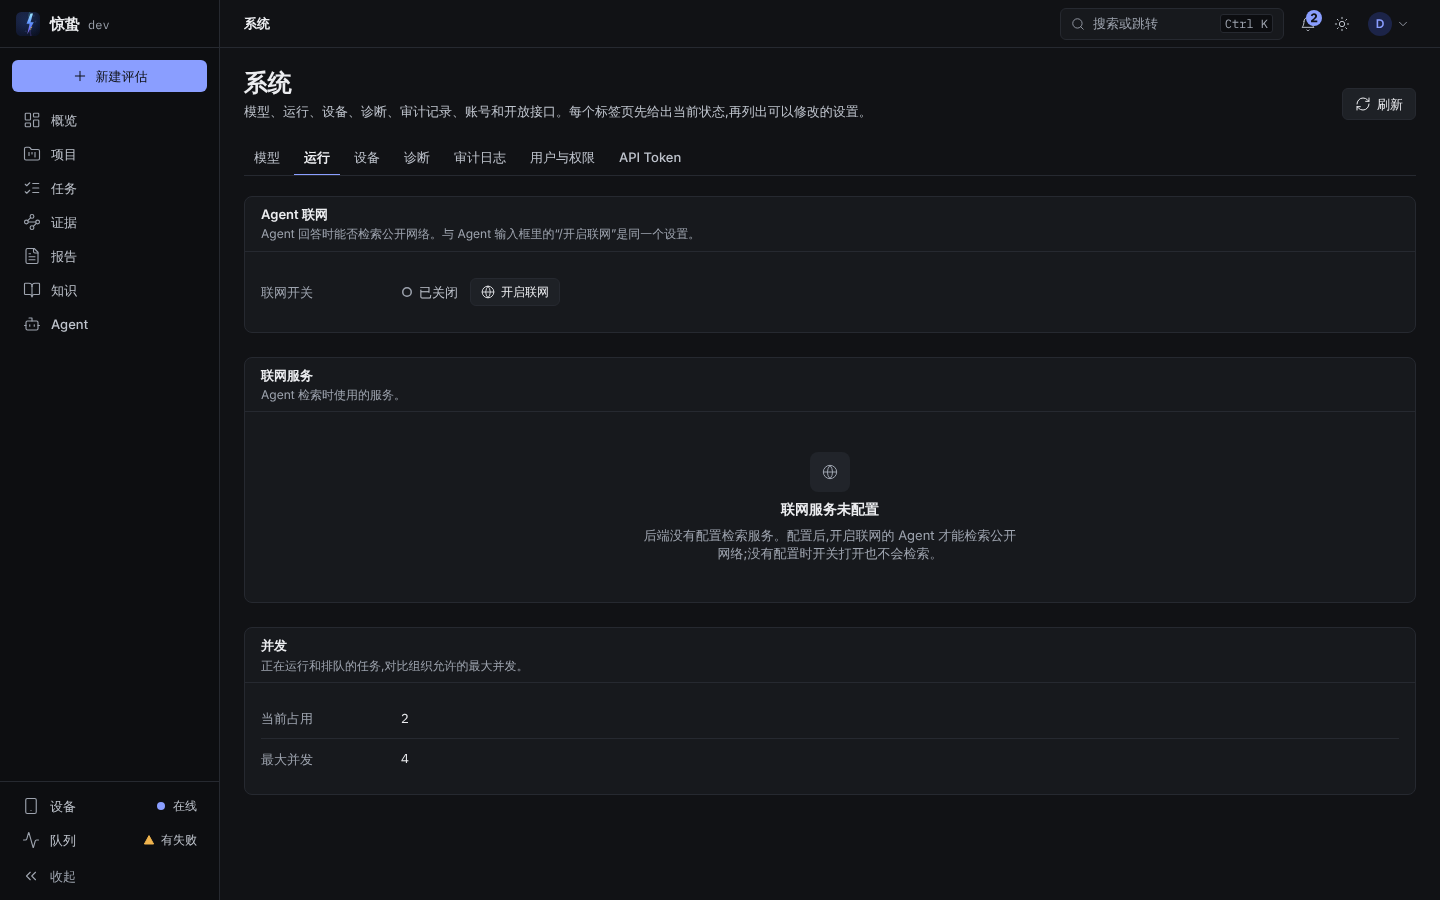 惊蛰 dev
系统
搜索或跳转 Ctrl K
2
D
新建评估
概览
项目
任务
证据
报告
知识
Agent
设备 在线
队列 有失败
收起
系统
模型、运行、设备、诊断、审计记录、账号和开放接口。每个标签页先给出当前状态,再列出可以修改的设置。
刷新
模型 运行 设备 诊断 审计日志 用户与权限 API Token
Agent 联网
Agent 回答时能否检索公开网络。与 Agent 输入框里的“/开启联网”是同一个设置。
联网开关 已关闭 开启联网
联网服务
Agent 检索时使用的服务。
联网服务未配置
后端没有配置检索服务。配置后,开启联网的 Agent 才能检索公开
网络;没有配置时开关打开也不会检索。
并发
正在运行和排队的任务,对比组织允许的最大并发。
当前占用 2
最大并发 4